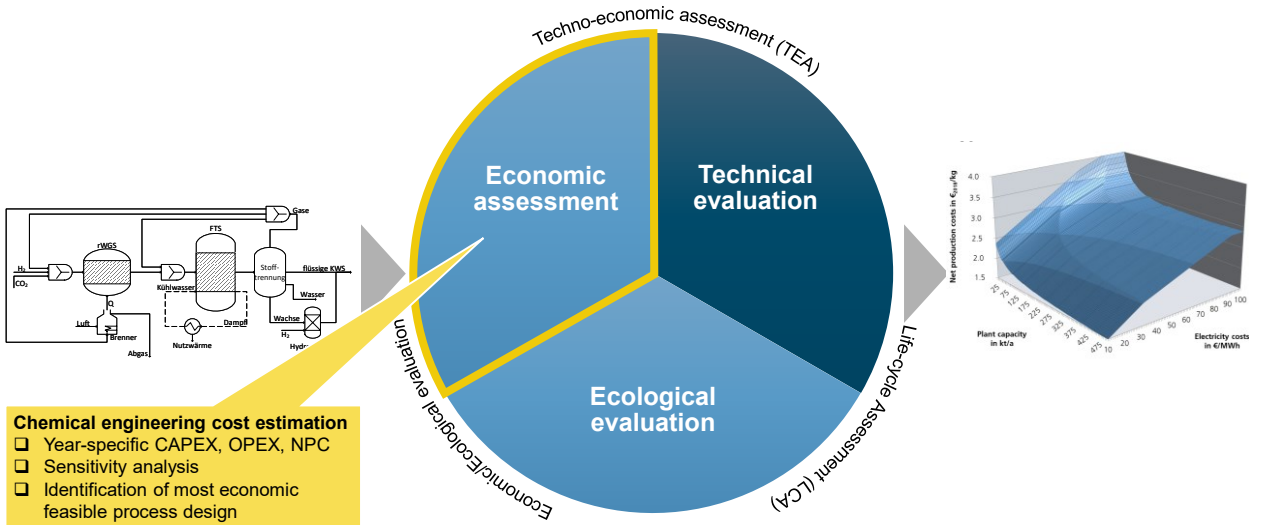 Techno-economic assessment (TEA)
Economic
assessment
Technical
evaluation
Ecological
evaluation
Life-cycle Assessment (LCA)
Economic/Ecological evaluation
Gase
FTS
rWGS
H₂
CO₂
Stoff-
trennung
flüssige KWS
Kühlwasser
Wasser
Q
Luft
Brenner
Dampf
Wachse
H₂
Abgas
Nutzwärme
Chemical engineering cost estimation
❑ Year-specific CAPEX, OPEX, NPC
❑ Sensitivity analysis
❑ Identification of most economic
feasible process design
Net production costs in €₂₀₁₈/kg
4.0
3.5
3.0
2.5
2.0
1.5
25
75
125
175
225
275
325
375
425
475
10
20
30
40
50
60
70
80
90
100
Plant capacity
in kt/a
Electricity costs
in €/MWh